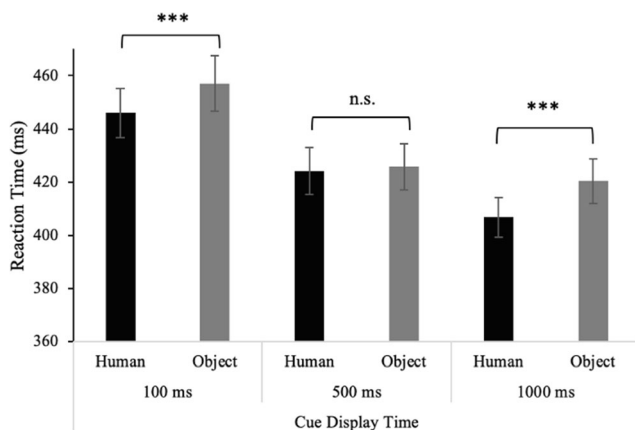 ***
460
440
420
400
380
360
Reaction Time (ms)
n.s.
***
Human Object Human Object Human Object
100 ms 500 ms 1000 ms
Cue Display Time